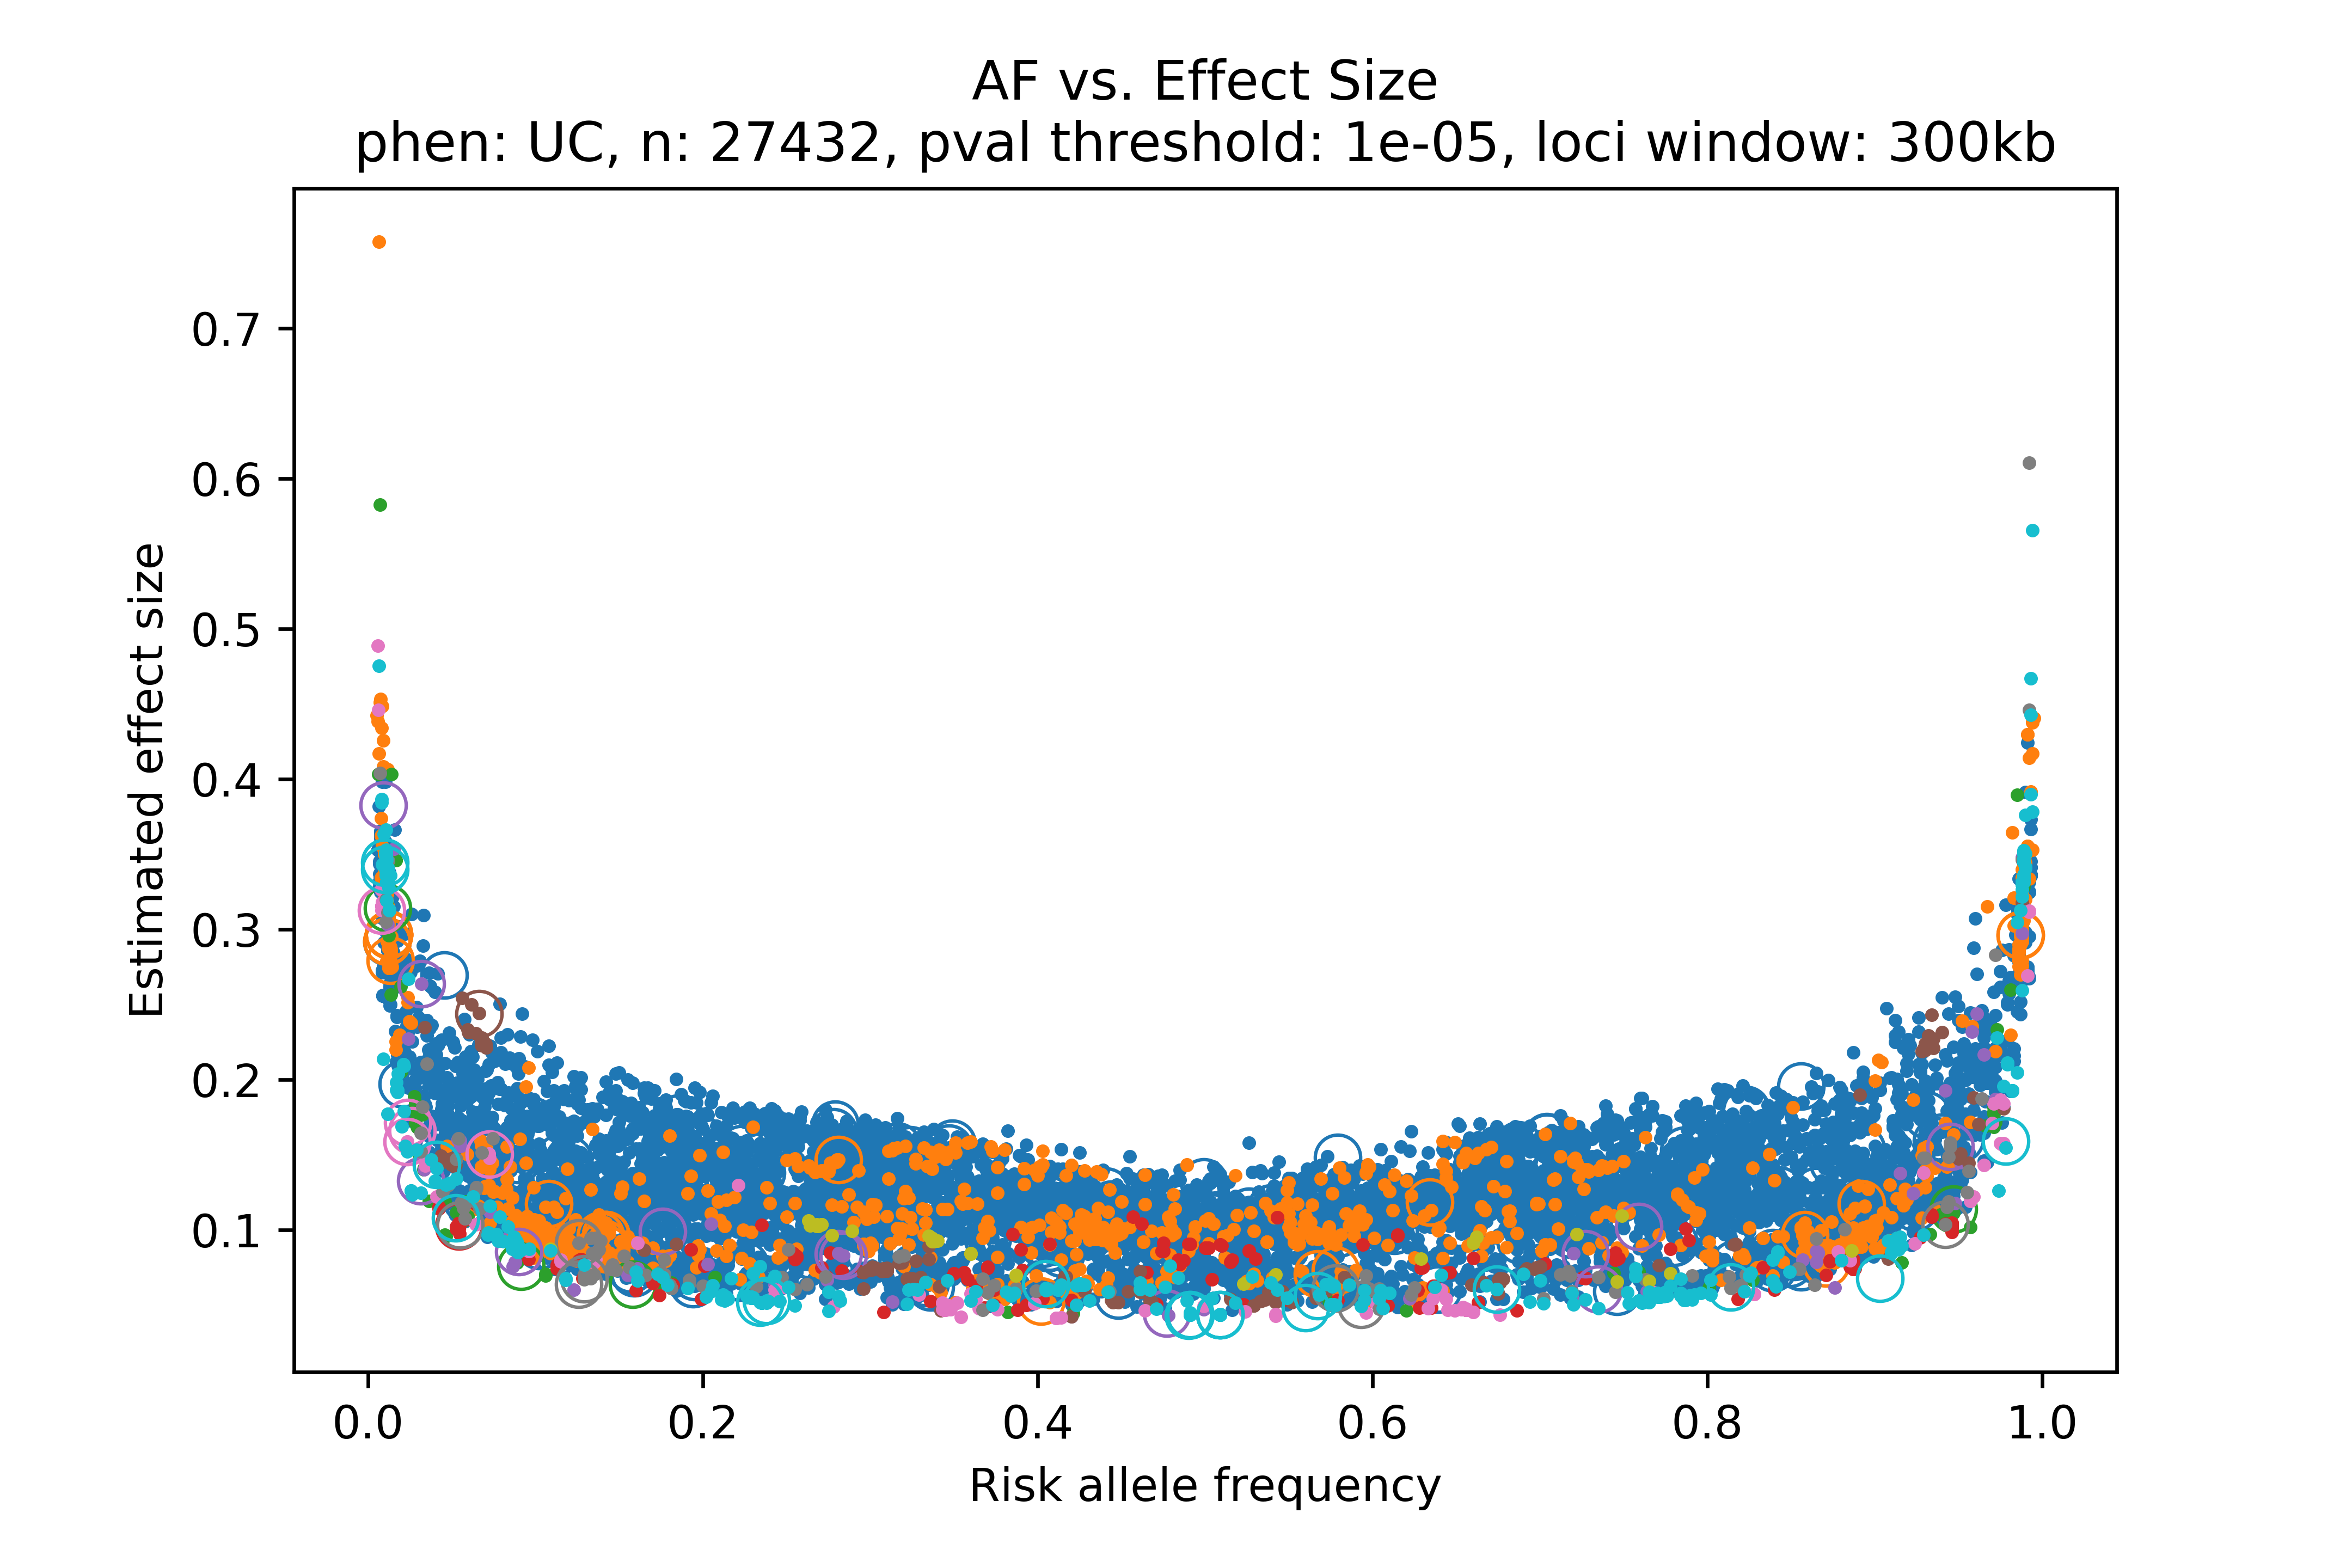 AF vs. Effect Size
phen: UC, n: 27432, pval threshold: 1e-05, loci window: 300kb
0.7
0.6
0.5
0.4
0.3
0.2
0.1
Estimated effect size
0.0 0.2 0.4 0.6 0.8 1.0
Risk allele frequency